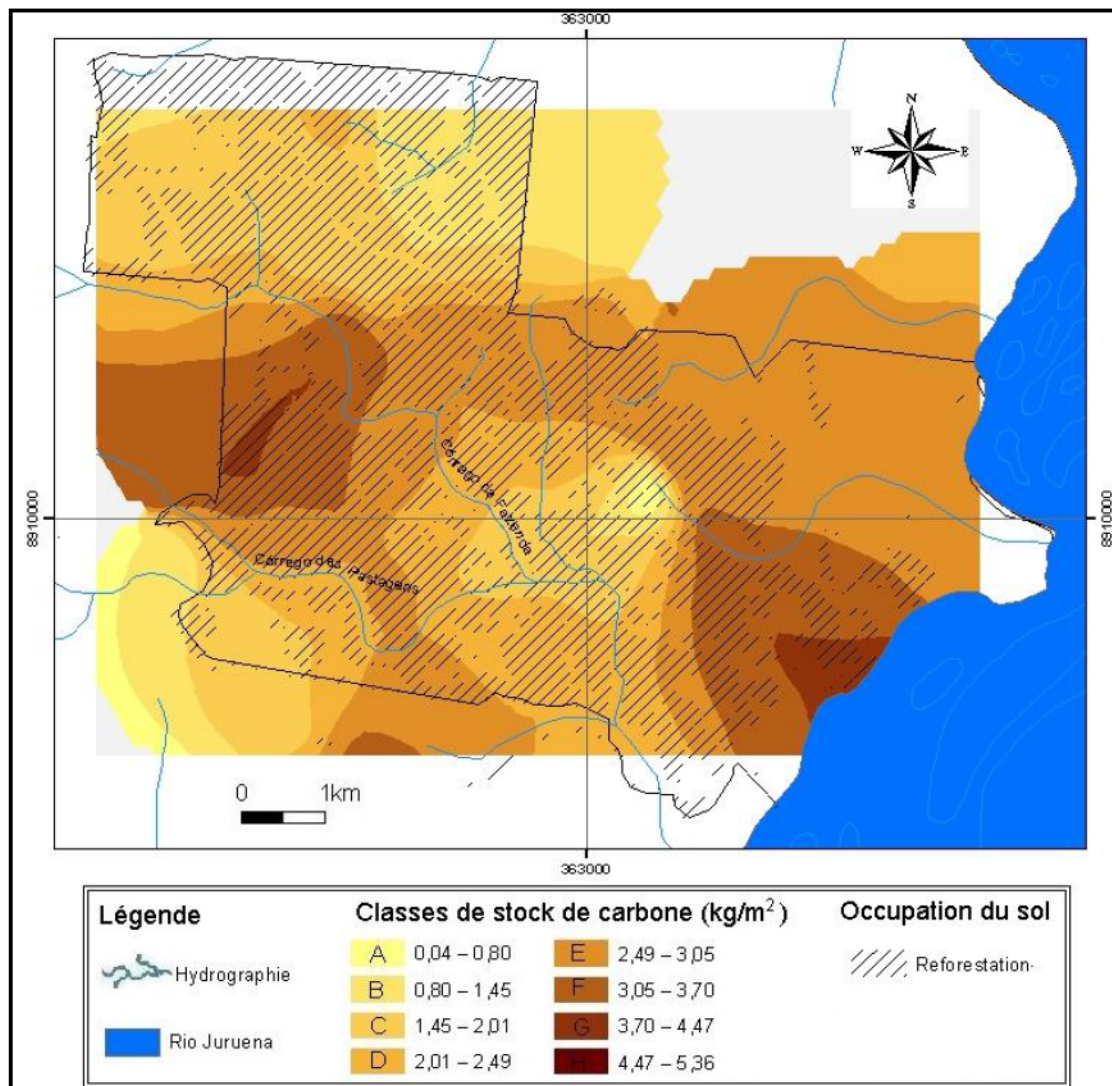 363000
N
W E
S
8910000
8910000
Córrego da Fazenda
Córrego das Pastagens
0 1km
363000
Légende
Hydrographie
Rio Juruena
Classes de stock de carbone (kg/m²)
A 0,04 – 0,80
B 0,80 – 1,45
C 1,45 – 2,01
D 2,01 – 2,49
E 2,49 – 3,05
F 3,05 – 3,70
G 3,70 – 4,47
H 4,47 – 5,36
Occupation du sol
Reforestation-